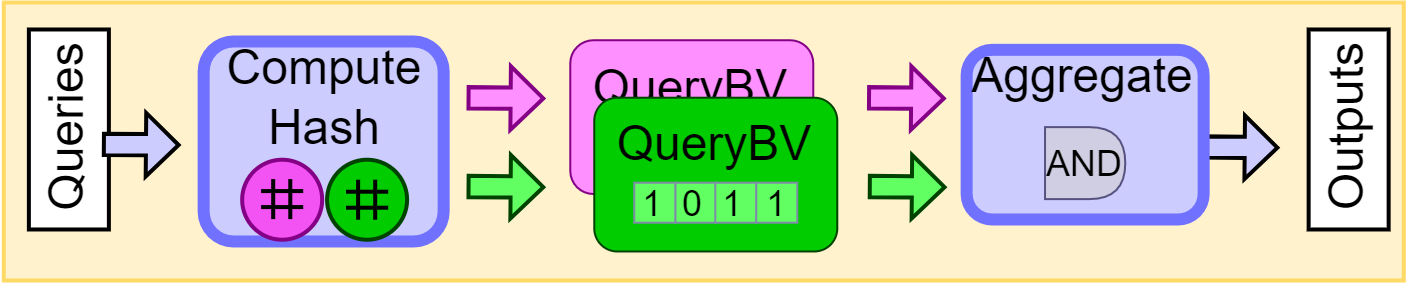 Queries
Compute
Hash
# #
QueryBV
QueryBV
1 0 1 1
Aggregate
AND
Outputs